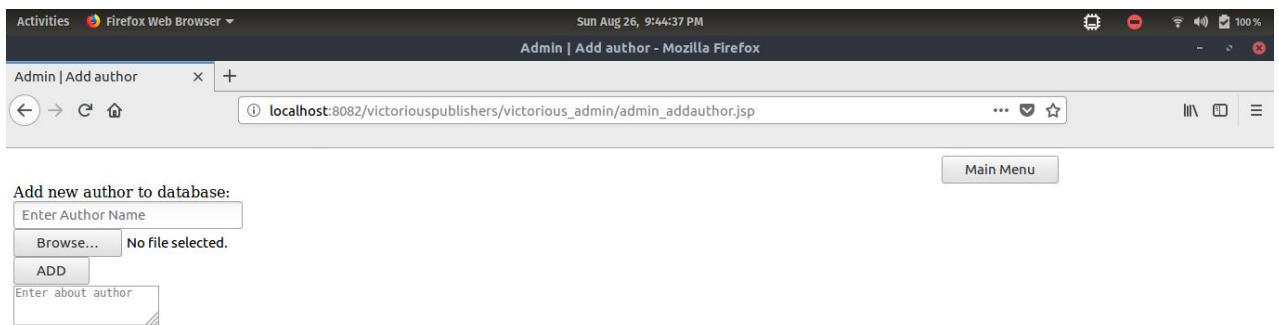 Activities Firefox Web Browser Sun Aug 26, 9:44:37 PM 100 %
Admin | Add author - Mozilla Firefox
Admin | Add author
localhost:8082/victoriouspublishers/victorious_admin/admin_addauthor.jsp
Main Menu
Add new author to database:
Enter Author Name
Browse... No file selected.
ADD
Enter about author